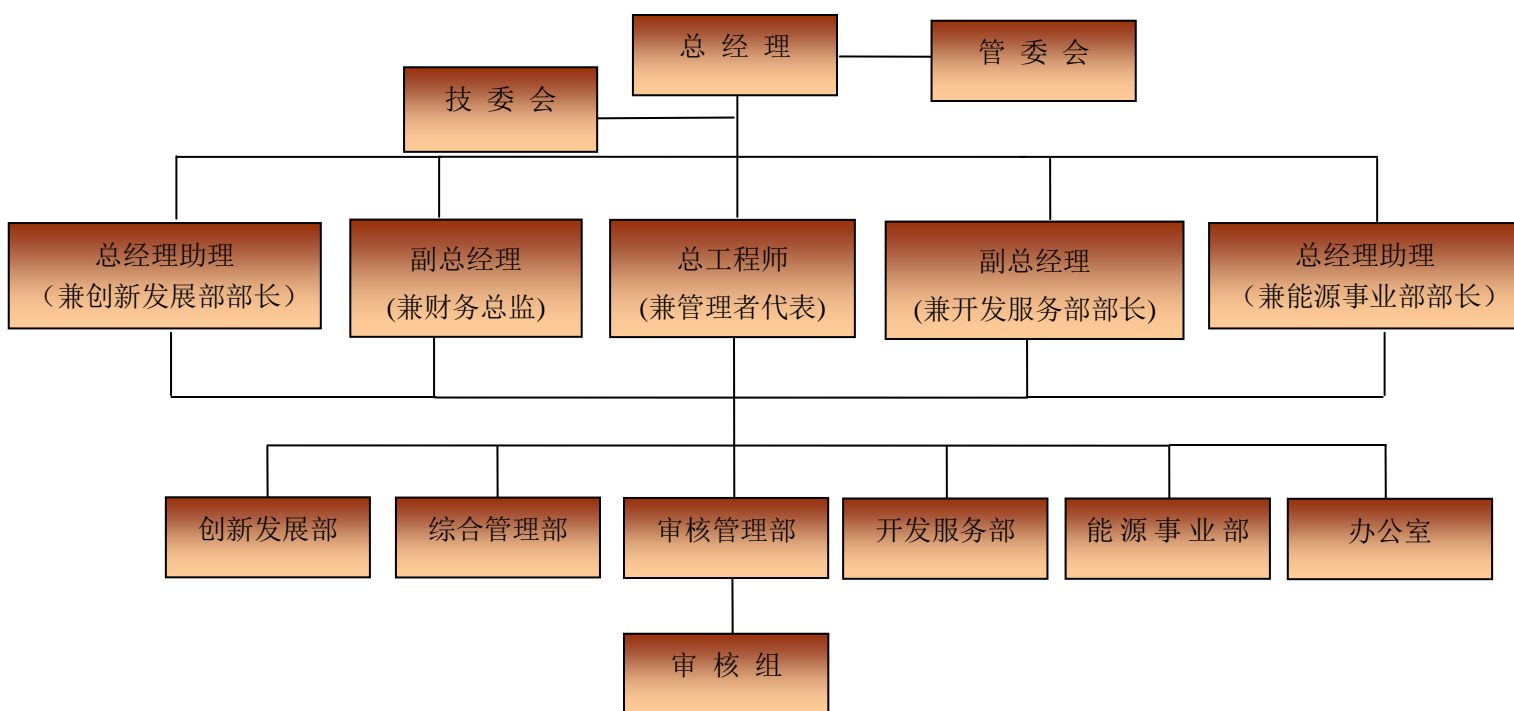 总 经 理
管 委 会
技 委 会
总经理助理
（兼创新发展部部长）
副总经理
(兼财务总监)
总工程师
(兼管理者代表)
副总经理
(兼开发服务部部长)
总经理助理
（兼能源事业部部长）
创新发展部
综合管理部
审核管理部
开发服务部
能 源 事 业 部
办公室
审 核 组